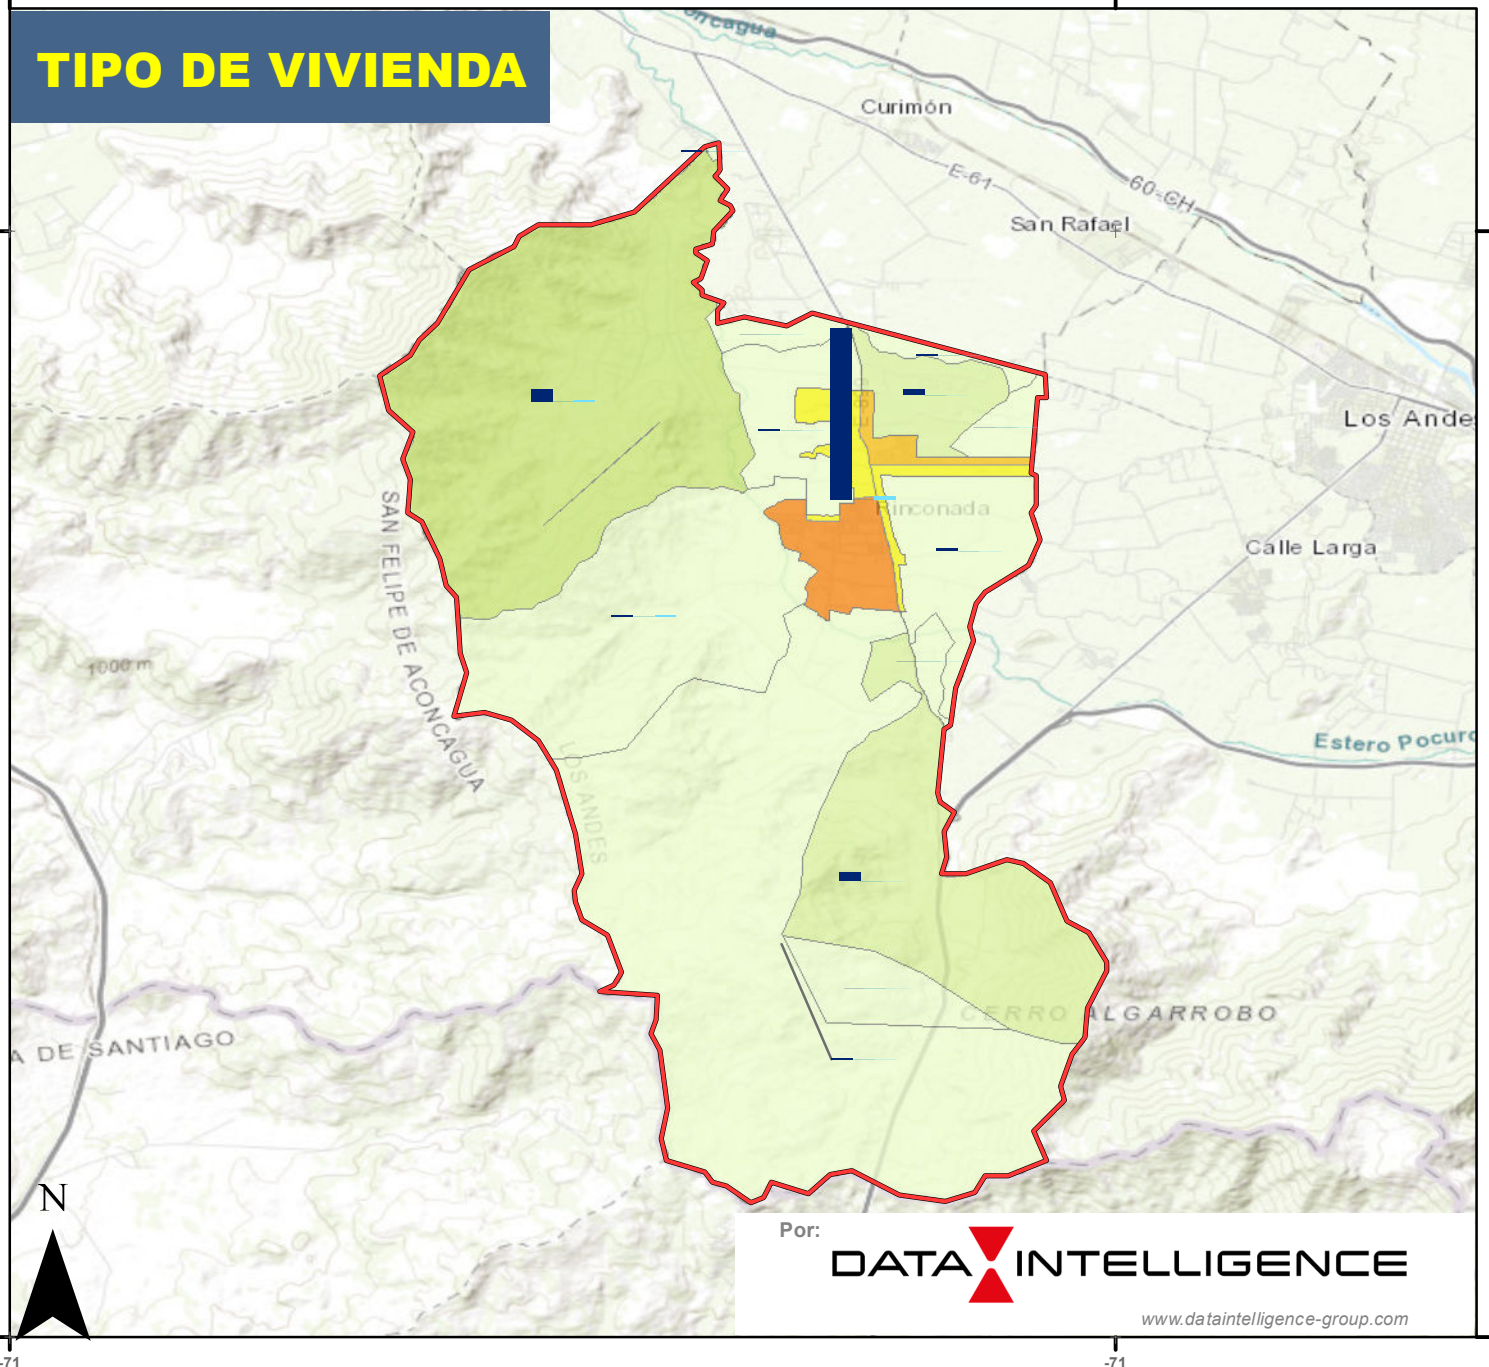 TIPO DE VIVIENDA
Curimón
E-61
60-CH
San Rafael
Los Ande
Rinconada
Calle Larga
SAN FELIPE DE ACONCAGUA
1000 m
LOS ANDES
Estero Pocuro
CERRO ALGARROBO
A DE SANTIAGO
N
Por:
DATA INTELLIGENCE
www.dataintelligence-group.com
-71
-71